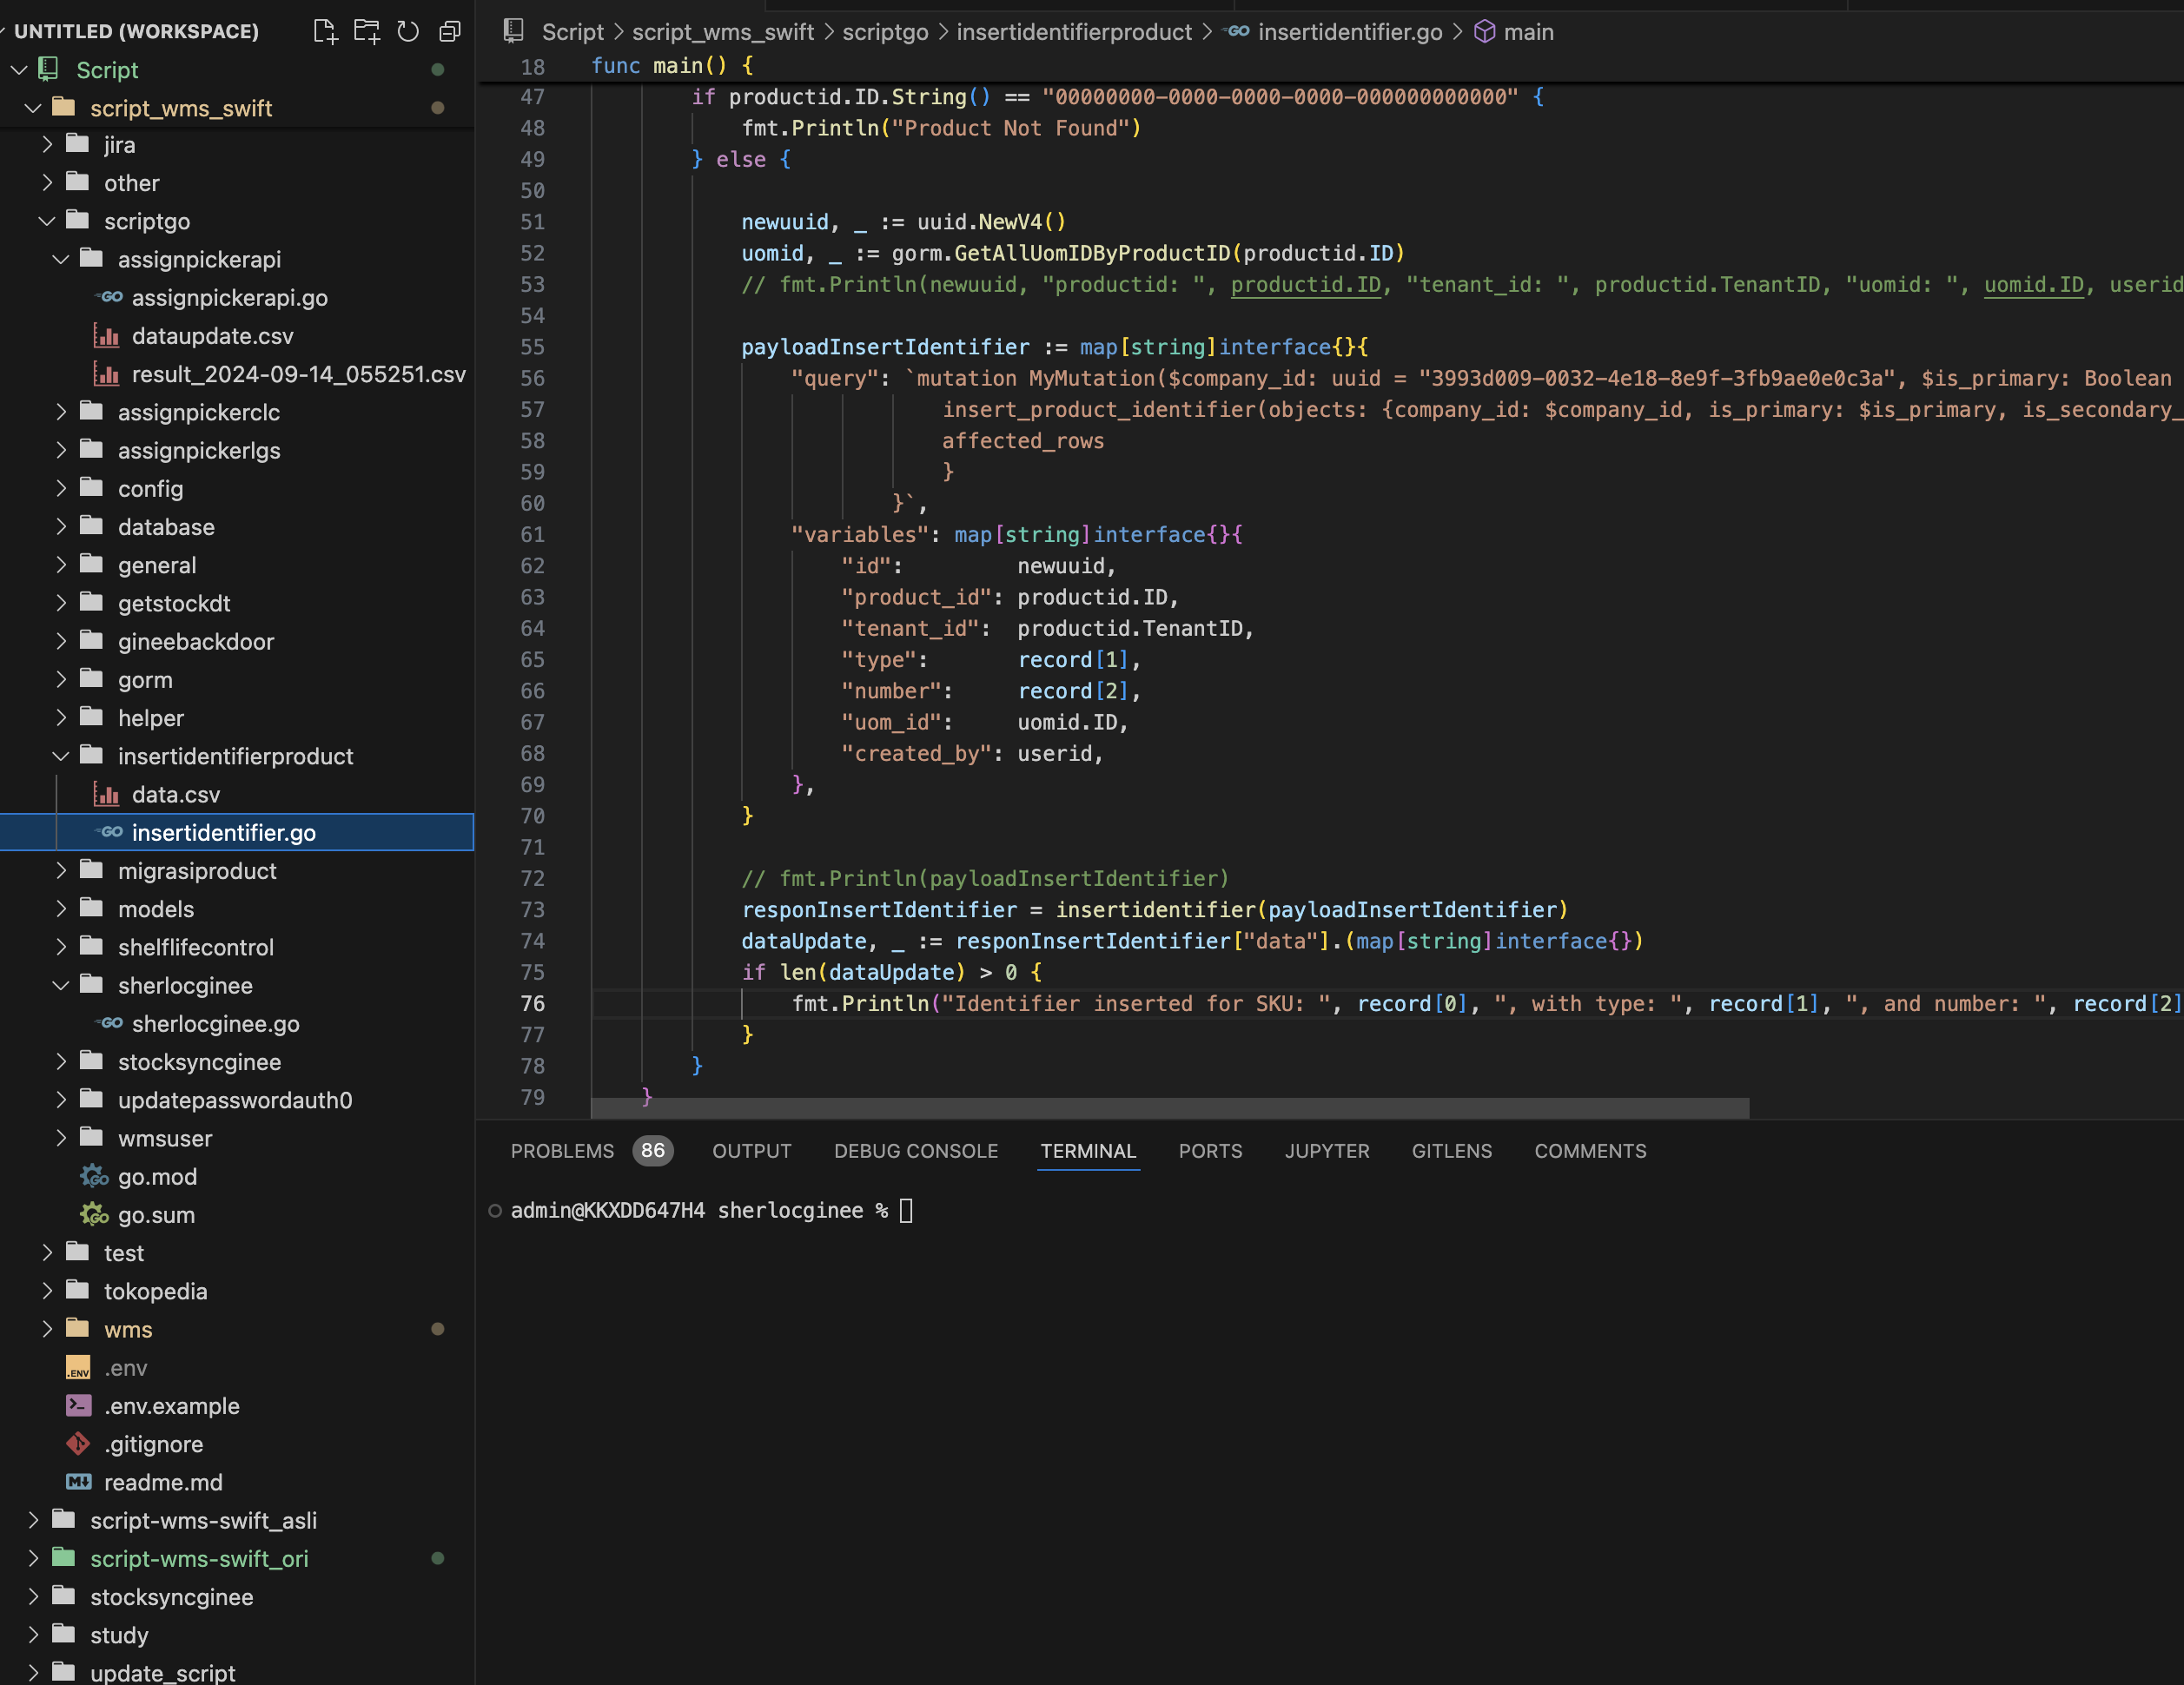 UNTITLED (WORKSPACE)
Script
script_wms_swift
jira
other
scriptgo
assignpickerapi
GO assignpickerapi.go
dataupdate.csv
result_2024-09-14_055251.csv
assignpickerclc
assignpickerlgs
config
database
general
getstockdt
gineebackdoor
gorm
helper
insertidentifierproduct
data.csv
GO insertidentifier.go
migrasiproduct
models
shelflifecontrol
sherlocginee
GO sherlocginee.go
stocksyncginee
updatepasswordauth0
wmsuser
GO go.mod
GO go.sum
test
tokopedia
wms
.ENV .env
.env.example
.gitignore
readme.md
script-wms-swift_asli
script-wms-swift_ori
stocksyncginee
study
update_script
Script > script_wms_swift > scriptgo > insertidentifierproduct > GO insertidentifier.go > main
18 func main() {
47 if productid.ID.String() == "00000000-0000-0000-0000-000000000000" {
48 fmt.Println("Product Not Found")
49 } else {
50
51 newuuid, _ := uuid.NewV4()
52 uomid, _ := gorm.GetAllUomIDByProductID(productid.ID)
53 // fmt.Println(newuuid, "productid: ", productid.ID, "tenant_id: ", productid.TenantID, "uomid: ", uomid.ID, userid
54
55 payloadInsertIdentifier := map[string]interface{}{
56 "query": `mutation MyMutation($company_id: uuid = "3993d009-0032-4e18-8e9f-3fb9ae0e0c3a", $is_primary: Boolean
57 insert_product_identifier(objects: {company_id: $company_id, is_primary: $is_primary, is_secondary_
58 affected_rows
59 }
60 }`,
61 "variables": map[string]interface{}{
62 "id": newuuid,
63 "product_id": productid.ID,
64 "tenant_id": productid.TenantID,
65 "type": record[1],
66 "number": record[2],
67 "uom_id": uomid.ID,
68 "created_by": userid,
69 },
70 }
71
72 // fmt.Println(payloadInsertIdentifier)
73 responInsertIdentifier = insertidentifier(payloadInsertIdentifier)
74 dataUpdate, _ := responInsertIdentifier["data"].(map[string]interface{})
75 if len(dataUpdate) > 0 {
76 fmt.Println("Identifier inserted for SKU: ", record[0], ", with type: ", record[1], ", and number: ", record[2]
77 }
78 }
79 }
PROBLEMS 86 OUTPUT DEBUG CONSOLE TERMINAL PORTS JUPYTER GITLENS COMMENTS
admin@KKXDD647H4 sherlocginee %